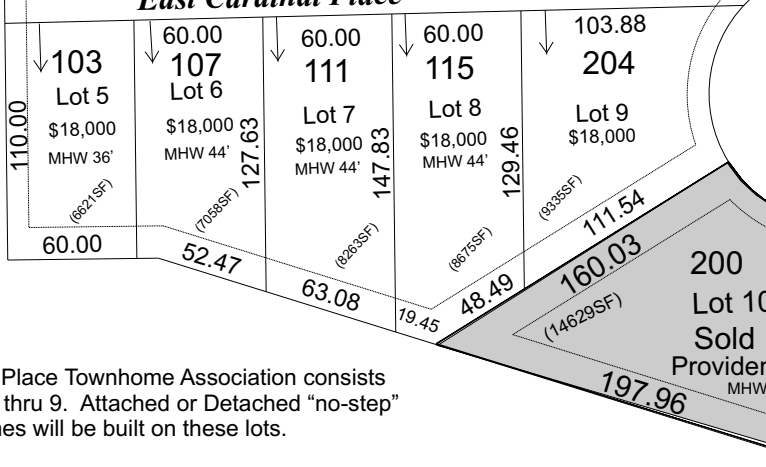 East Cardinal Place
103
Lot 5
$18,000
MHW 36'
(6621SF)
110.00
60.00
60.00
107
Lot 6
$18,000
MHW 44'
(7058SF)
127.63
52.47
60.00
111
Lot 7
$18,000
MHW 44'
(8263SF)
147.83
63.08
60.00
115
Lot 8
$18,000
MHW 44'
(8675SF)
129.46
19.45
48.49
103.88
204
Lot 9
$18,000
(9335SF)
111.54
160.03
200
Lot 10
Sold
(14629SF)
MHW
197.96
Place Townhome Association consists
thru 9. Attached or Detached “no-step”
will be built on these lots.